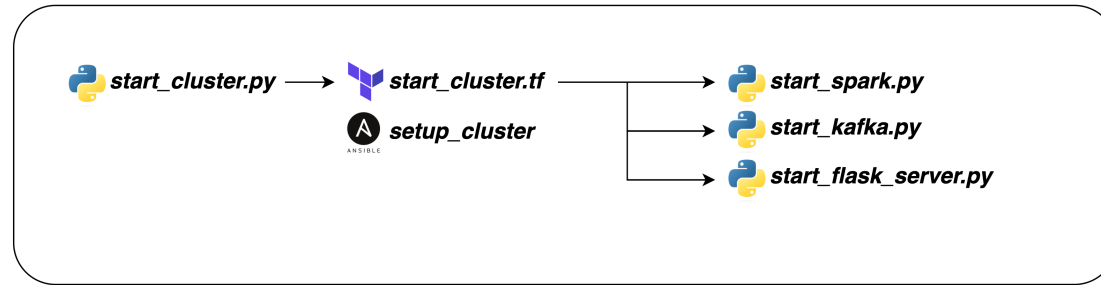 start_cluster.py
start_cluster.tf
ANSIBLE
setup_cluster
start_spark.py
start_kafka.py
start_flask_server.py